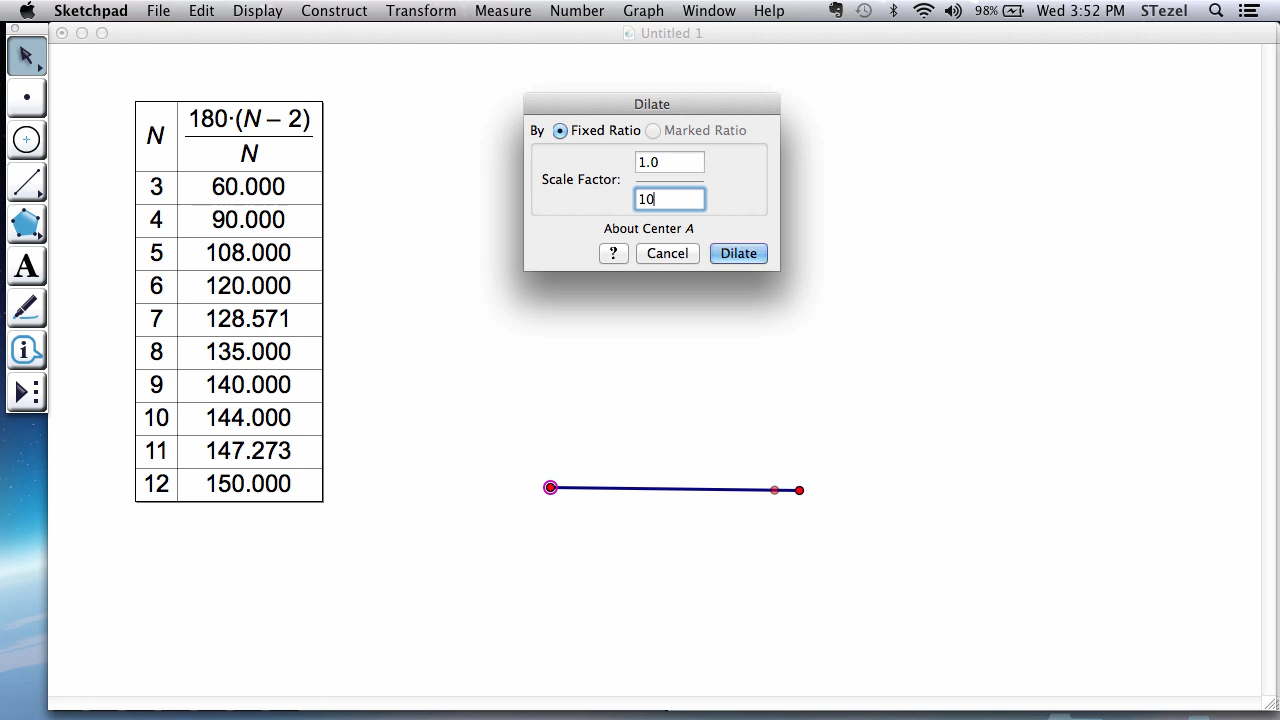 Sketchpad File Edit Display Construct Transform Measure Number Graph Window Help 98% Wed 3:52 PM STezel
Untitled 1
N 180·(N – 2)
N
3 60.000
4 90.000
5 108.000
6 120.000
7 128.571
8 135.000
9 140.000
10 144.000
11 147.273
12 150.000
Dilate
By Fixed Ratio Marked Ratio
1.0
Scale Factor:
10
About Center A
? Cancel Dilate
A
i